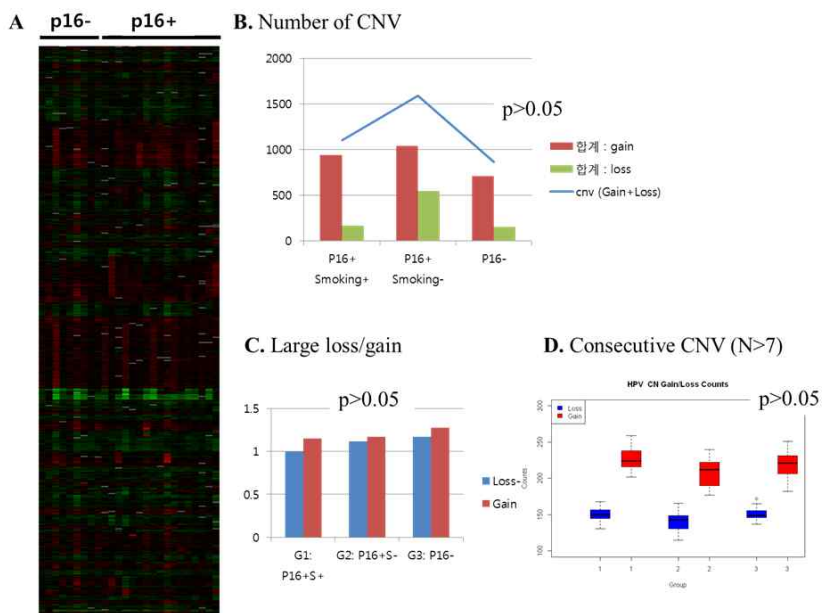 A
p16-
p16+
B. Number of CNV
2000
1500
1000
500
0
p>0.05
합계 : gain
합계 : loss
cnv (Gain+Loss)
P16+
Smoking+
P16+
Smoking-
P16-
C. Large loss/gain
p>0.05
1.5
1
0.5
0
Loss+
Gain
G1:
P16+S+
G2: P16+S-
G3: P16-
D. Consecutive CNV (N>7)
HPV CN Gain/Loss Counts
p>0.05
Loss
Gain
Counts
300
250
200
150
100
1
1
2
2
3
3
Group